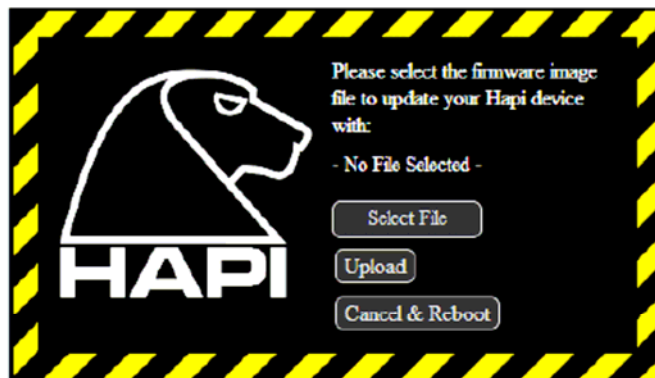 Please select the firmware image
file to update your Hapi device
with:
- No File Selected -
Select File
Upload
Cancel & Reboot
HAPI